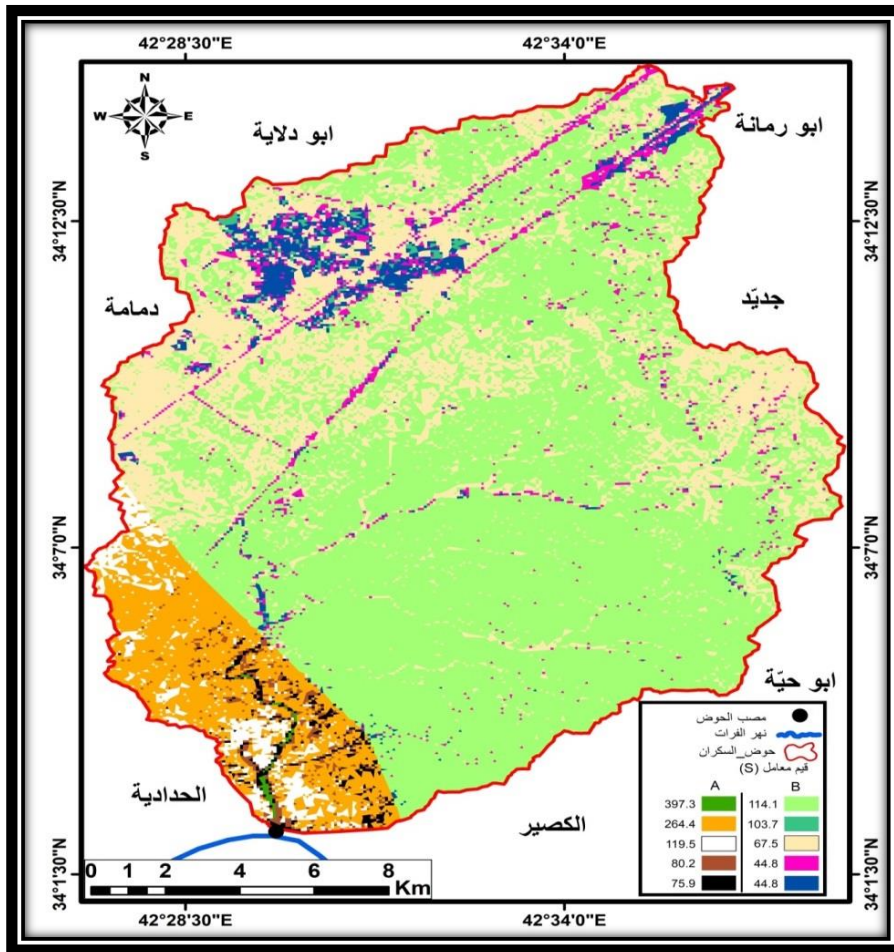 42°28'30"E 42°34'0"E
N
W E
S
ابو دلاية
ابو رمانة
34°12'30"N 34°12'30"N
جديّد
دمامة
34°7'0"N 34°7'0"N
ابو حيّة
مصب الحوض
نهر الفرات
حوض_السكران
قيم معامل (S)
A B
397.3 114.1
264.4 103.7
119.5 67.5
80.2 44.8
75.9 44.8
الحدادية
الكصير
34°1'30"N 34°1'30"N
0 2 4 6 8
Km
42°28'30"E 42°34'0"E